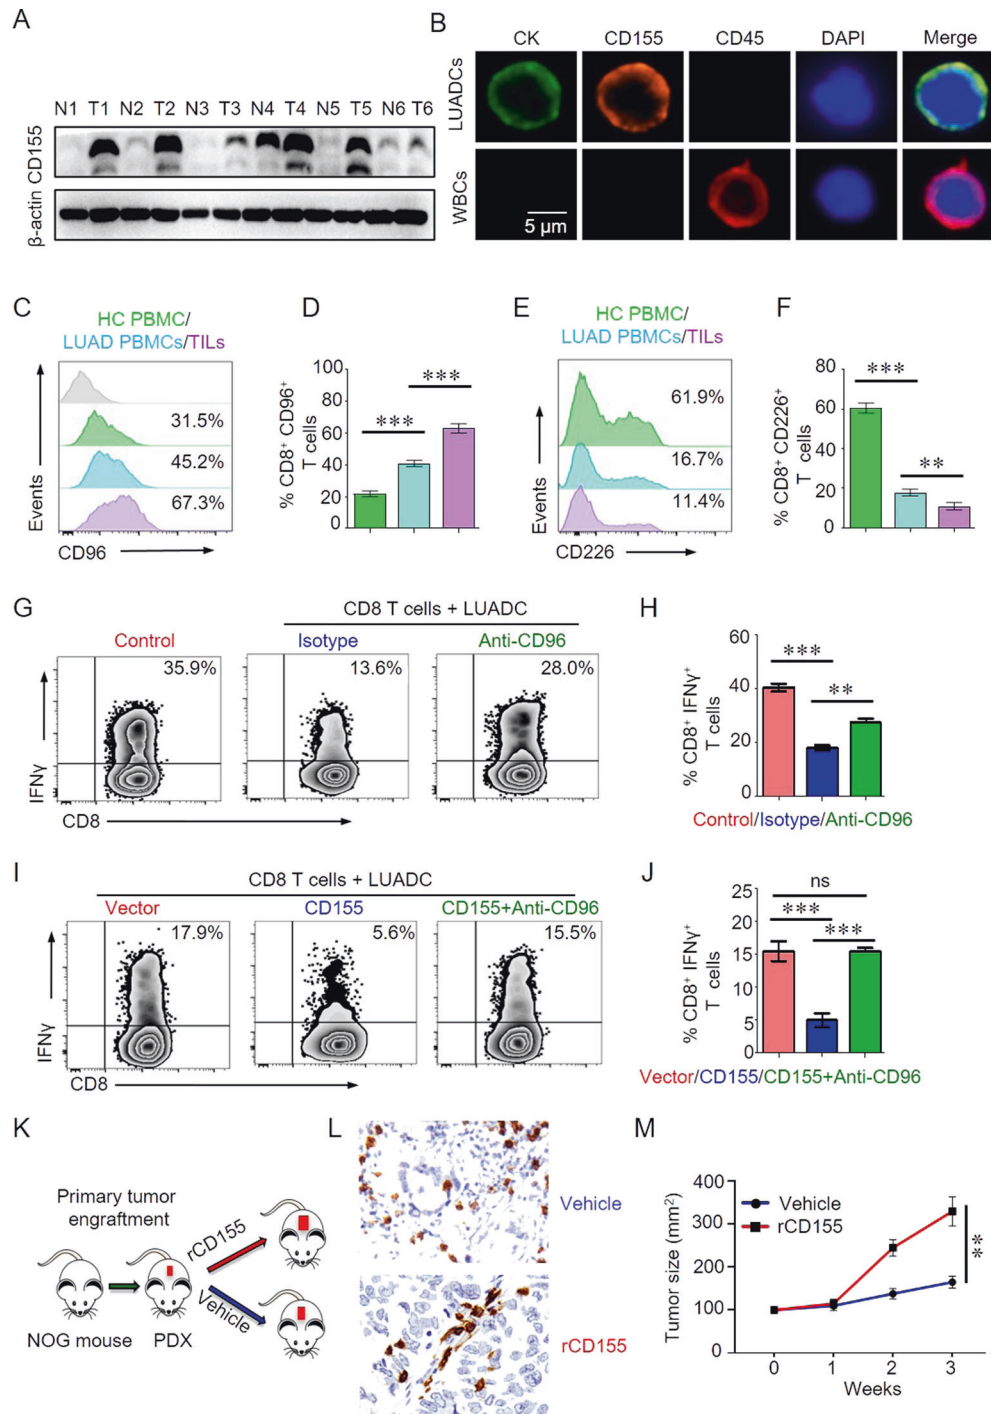 A
N1 T1 N2 T2 N3 T3 N4 T4 N5 T5 N6 T6
CD155
β-actin
B
CK CD155 CD45 DAPI Merge
LUADCs
WBCs
5 µm
C
HC PBMC/
LUAD PBMCs/TILs
31.5%
45.2%
67.3%
Events
CD96
D
100
80
60
40
20
0
% CD8⁺ CD96⁺
T cells
***
***
E
HC PBMC/
LUAD PBMCs/TILs
61.9%
16.7%
11.4%
Events
CD226
F
80
60
40
20
0
% CD8⁺ CD226⁺
T cells
***
**
G
CD8 T cells + LUADC
Control Isotype Anti-CD96
35.9% 13.6% 28.0%
IFNγ
CD8
H
60
40
20
0
% CD8⁺ IFNγ⁺
T cells
***
**
Control/Isotype/Anti-CD96
I
CD8 T cells + LUADC
Vector CD155 CD155+Anti-CD96
17.9% 5.6% 15.5%
IFNγ
CD8
J
ns
25
20
15
10
5
0
% CD8⁺ IFNγ⁺
T cells
***
***
Vector/CD155/CD155+Anti-CD96
K
Primary tumor
engraftment
rCD155
Vehicle
NOG mouse PDX
L
Vehicle
rCD155
M
400
300
200
100
Tumor size (mm²)
Vehicle
rCD155
**
0 1 2 3
Weeks